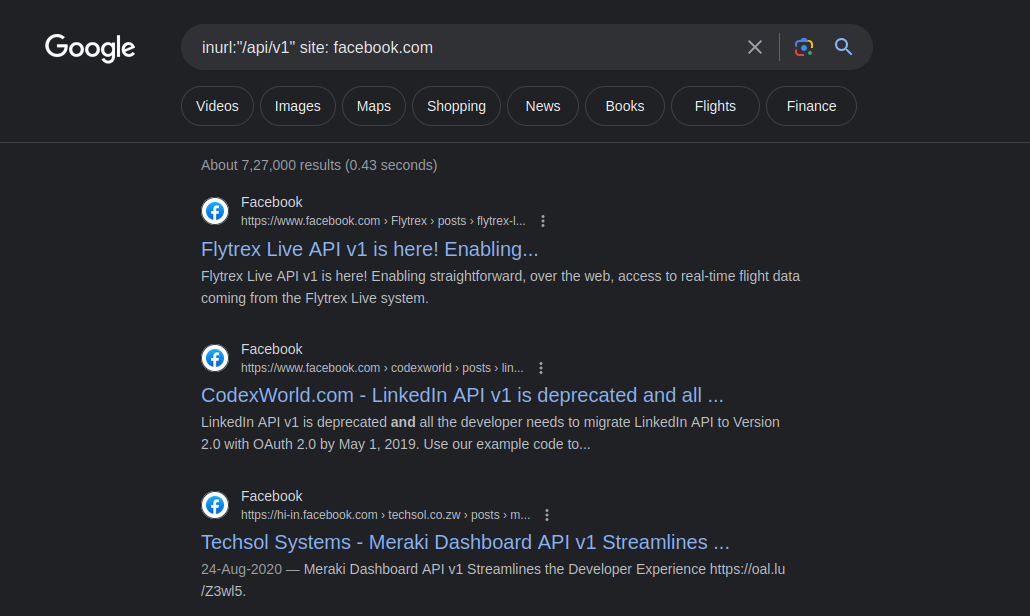 Google
inurl:"/api/v1" site: facebook.com
Videos
Images
Maps
Shopping
News
Books
Flights
Finance
About 7,27,000 results (0.43 seconds)
Facebook
https://www.facebook.com › Flytrex › posts › flytrex-l...
Flytrex Live API v1 is here! Enabling...
Flytrex Live API v1 is here! Enabling straightforward, over the web, access to real-time flight data
coming from the Flytrex Live system.
Facebook
https://www.facebook.com › codexworld › posts › lin...
CodexWorld.com - LinkedIn API v1 is deprecated and all ...
LinkedIn API v1 is deprecated and all the developer needs to migrate LinkedIn API to Version
2.0 with OAuth 2.0 by May 1, 2019. Use our example code to...
Facebook
https://hi-in.facebook.com › techsol.co.zw › posts › m...
Techsol Systems - Meraki Dashboard API v1 Streamlines ...
24-Aug-2020 — Meraki Dashboard API v1 Streamlines the Developer Experience https://oal.lu
/Z3wl5.